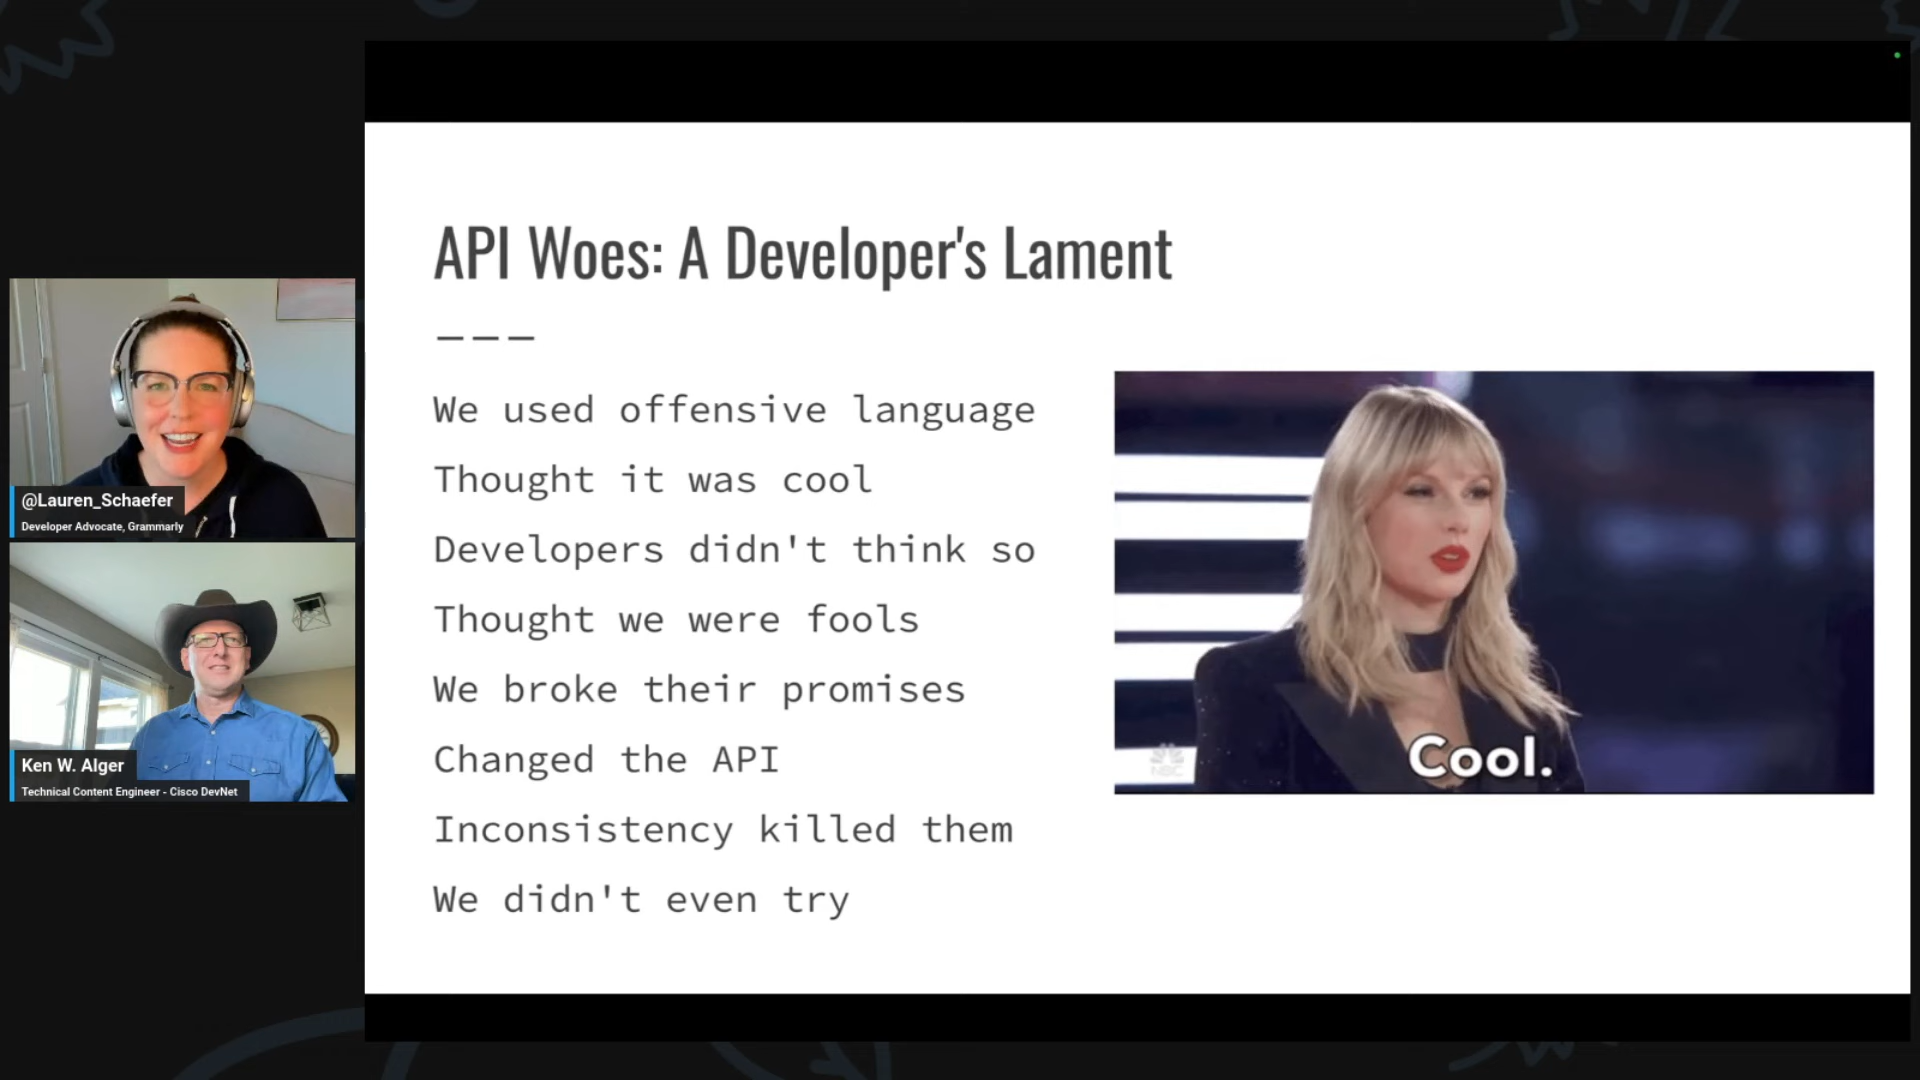 API Woes: A Developer's Lament
We used offensive language
Thought it was cool
Developers didn't think so
Thought we were fools
We broke their promises
Changed the API
Inconsistency killed them
We didn't even try
Cool.
NBC
@Lauren_Schaefer
Developer Advocate, Grammarly
Ken W. Alger
Technical Content Engineer - Cisco DevNet